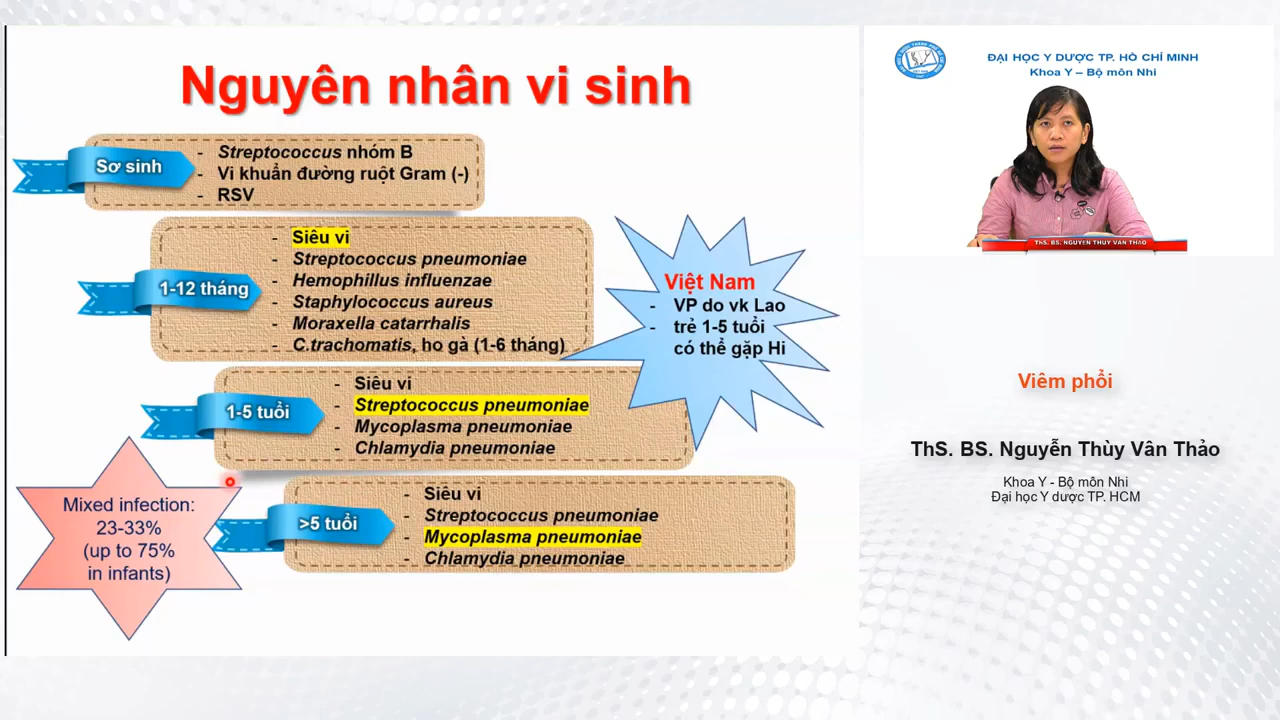 Nguyên nhân vi sinh
Sơ sinh
- Streptococcus nhóm B
- Vi khuẩn đường ruột Gram (-)
- RSV
1-12 tháng
- Siêu vi
- Streptococcus pneumoniae
- Hemophillus influenzae
- Staphylococcus aureus
- Moraxella catarrhalis
- C.trachomatis, ho gà (1-6 tháng)
Việt Nam
- VP do vk Lao
- trẻ 1-5 tuổi
có thể gặp Hi
1-5 tuổi
- Siêu vi
- Streptococcus pneumoniae
- Mycoplasma pneumoniae
- Chlamydia pneumoniae
Mixed infection:
23-33%
(up to 75%
in infants)
>5 tuổi
- Siêu vi
- Streptococcus pneumoniae
- Mycoplasma pneumoniae
- Chlamydia pneumoniae
ĐẠI HỌC Y DƯỢC TP. HỒ CHÍ MINH
Khoa Y – Bộ môn Nhi
ThS. BS. NGUYỄN THÙY VÂN THẢO
Viêm phổi
ThS. BS. Nguyễn Thùy Vân Thảo
Khoa Y - Bộ môn Nhi
Đại học Y dược TP. HCM